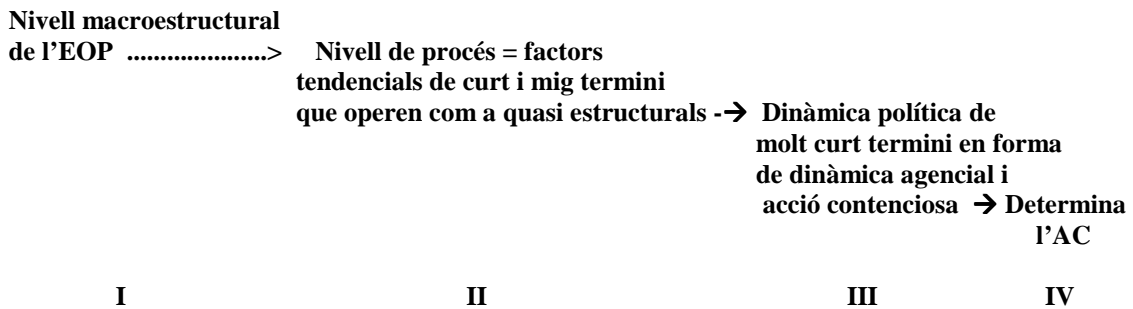 Nivell macroestructural
de l’EOP .....................> Nivell de procés = factors
tendencials de curt i mig termini
que operen com a quasi estructurals -→ Dinàmica política de
molt curt termini en forma
de dinàmica agencial i
acció contenciosa → Determina
l’AC
I II III IV